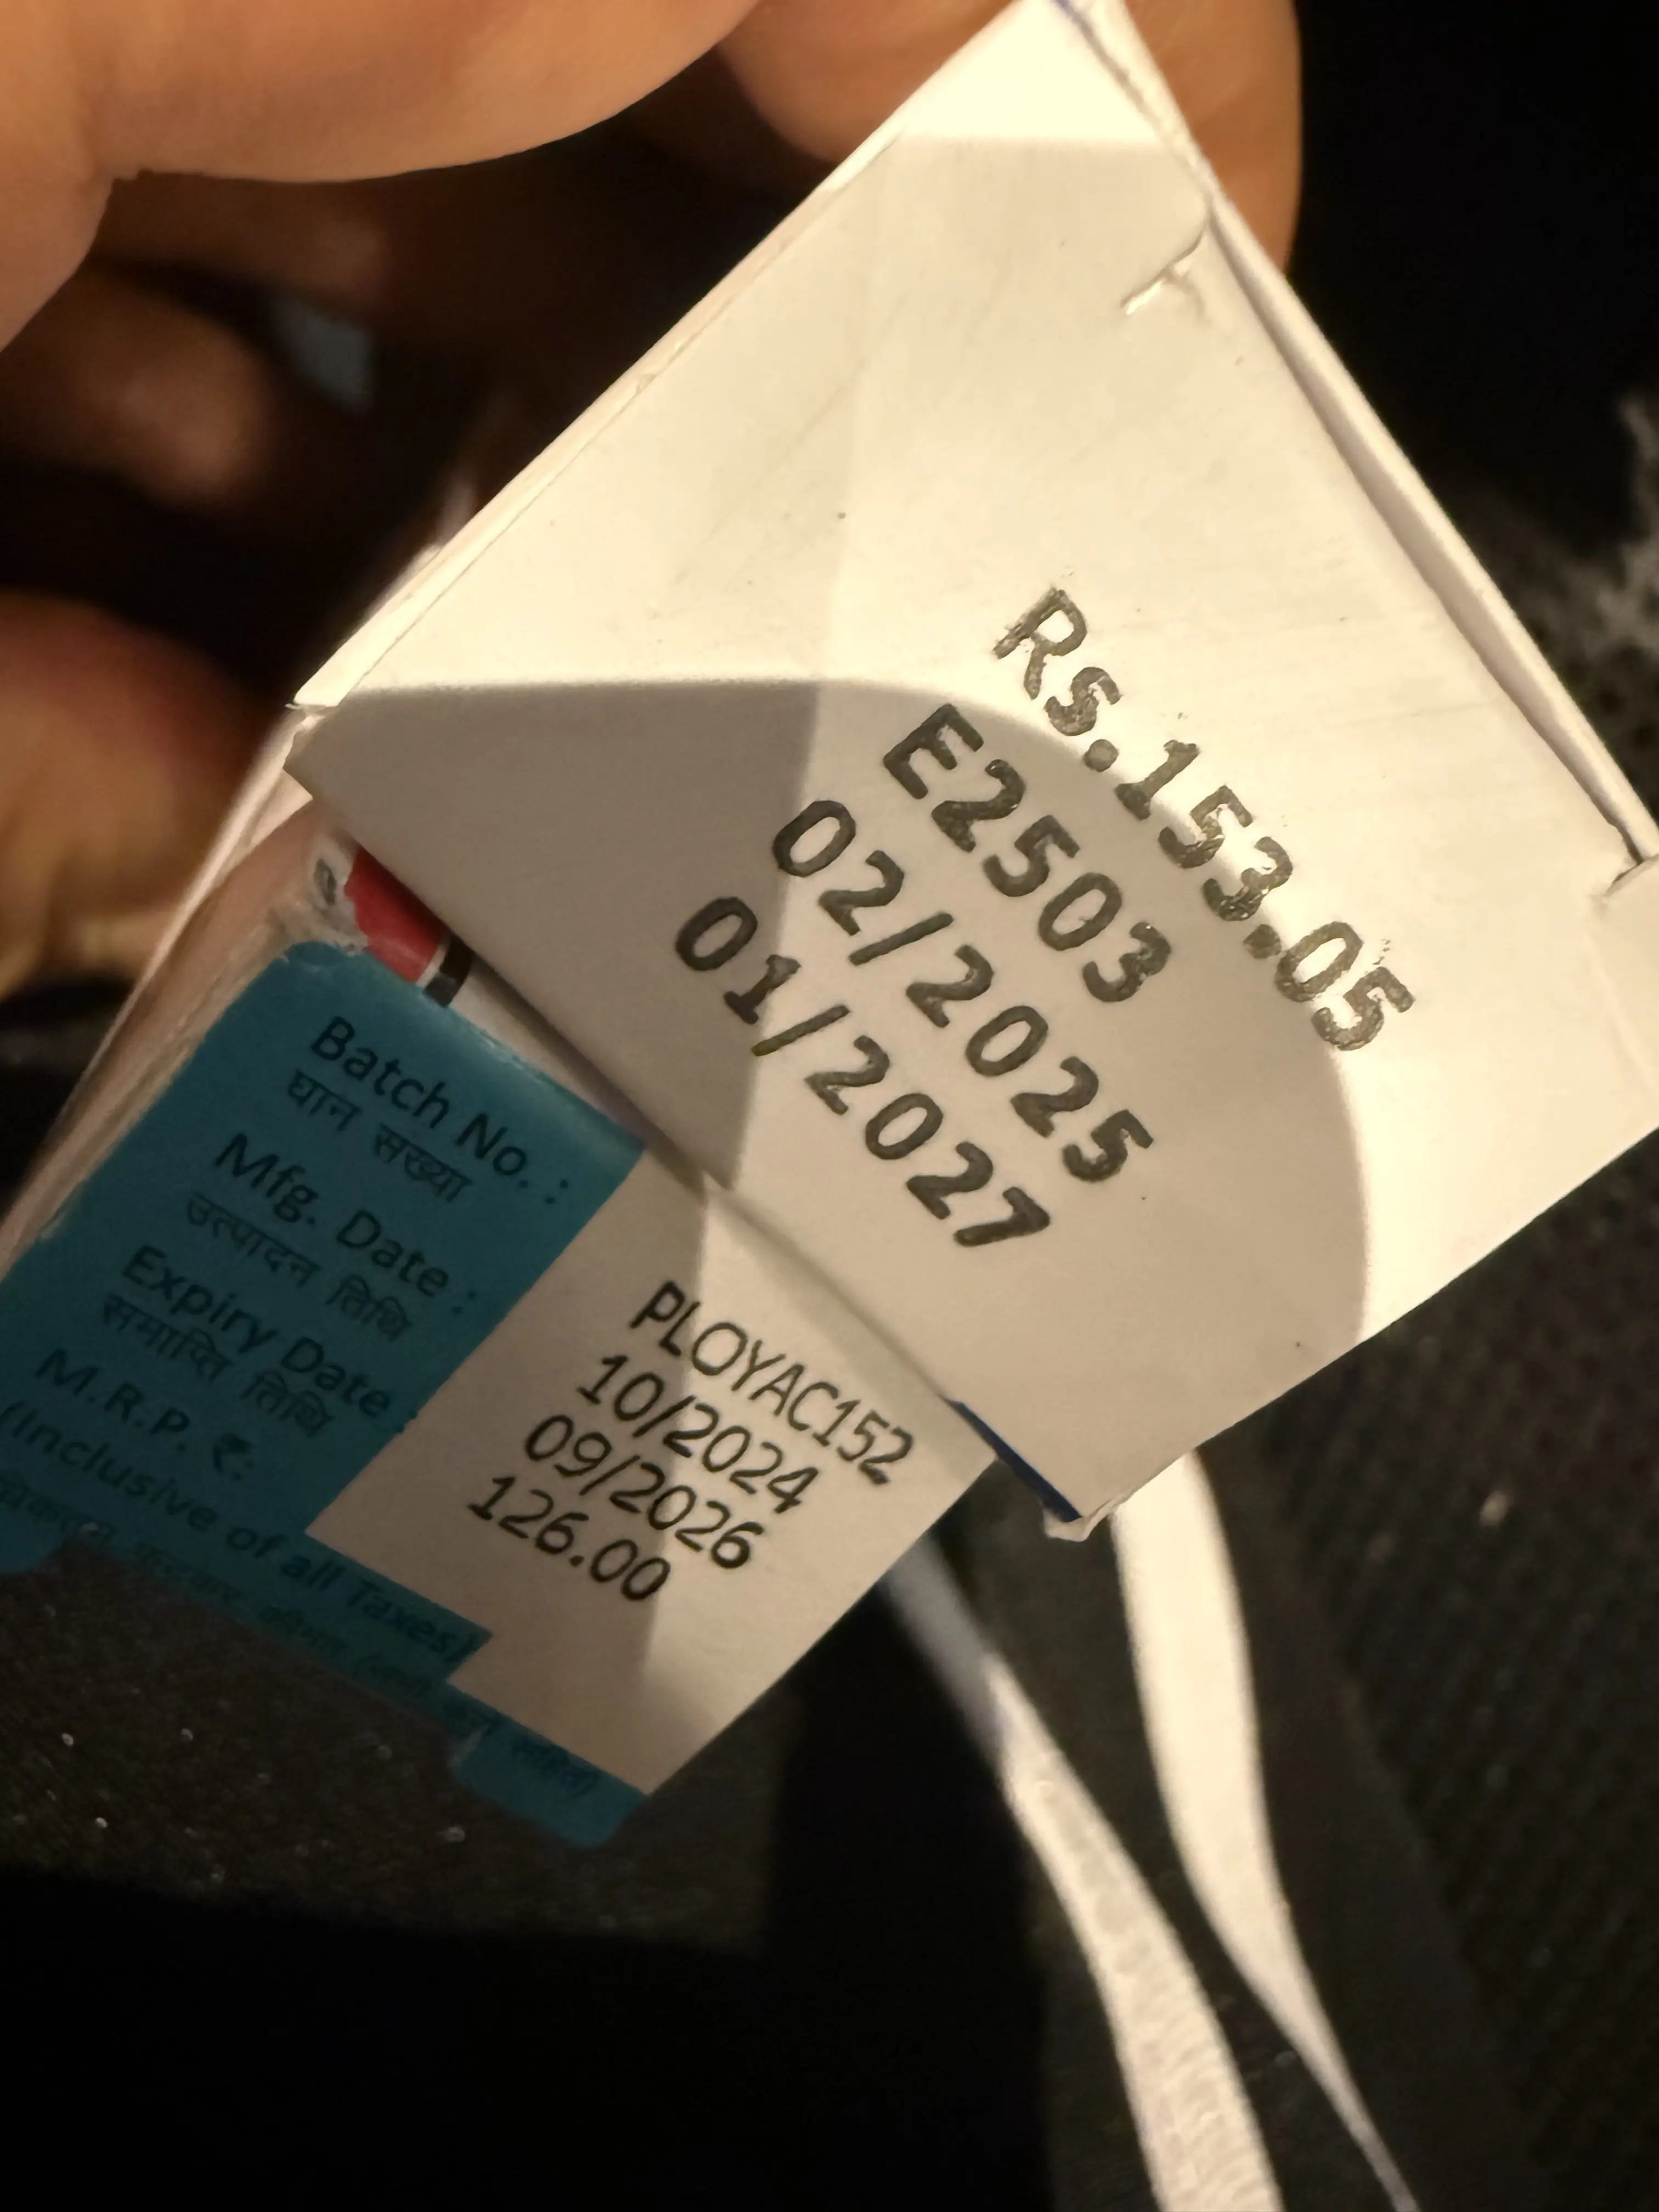 Rs.153.05
E2503
02/2025
01/2027
Batch No. :
घान सख्या
Mfg. Date :
उत्पादन तिथि
Expiry Date
समाप्ति तिथि
M.R.P. ₹:
(Inclusive of all Taxes)
PLOYAC152
10/2024
09/2026
126.00